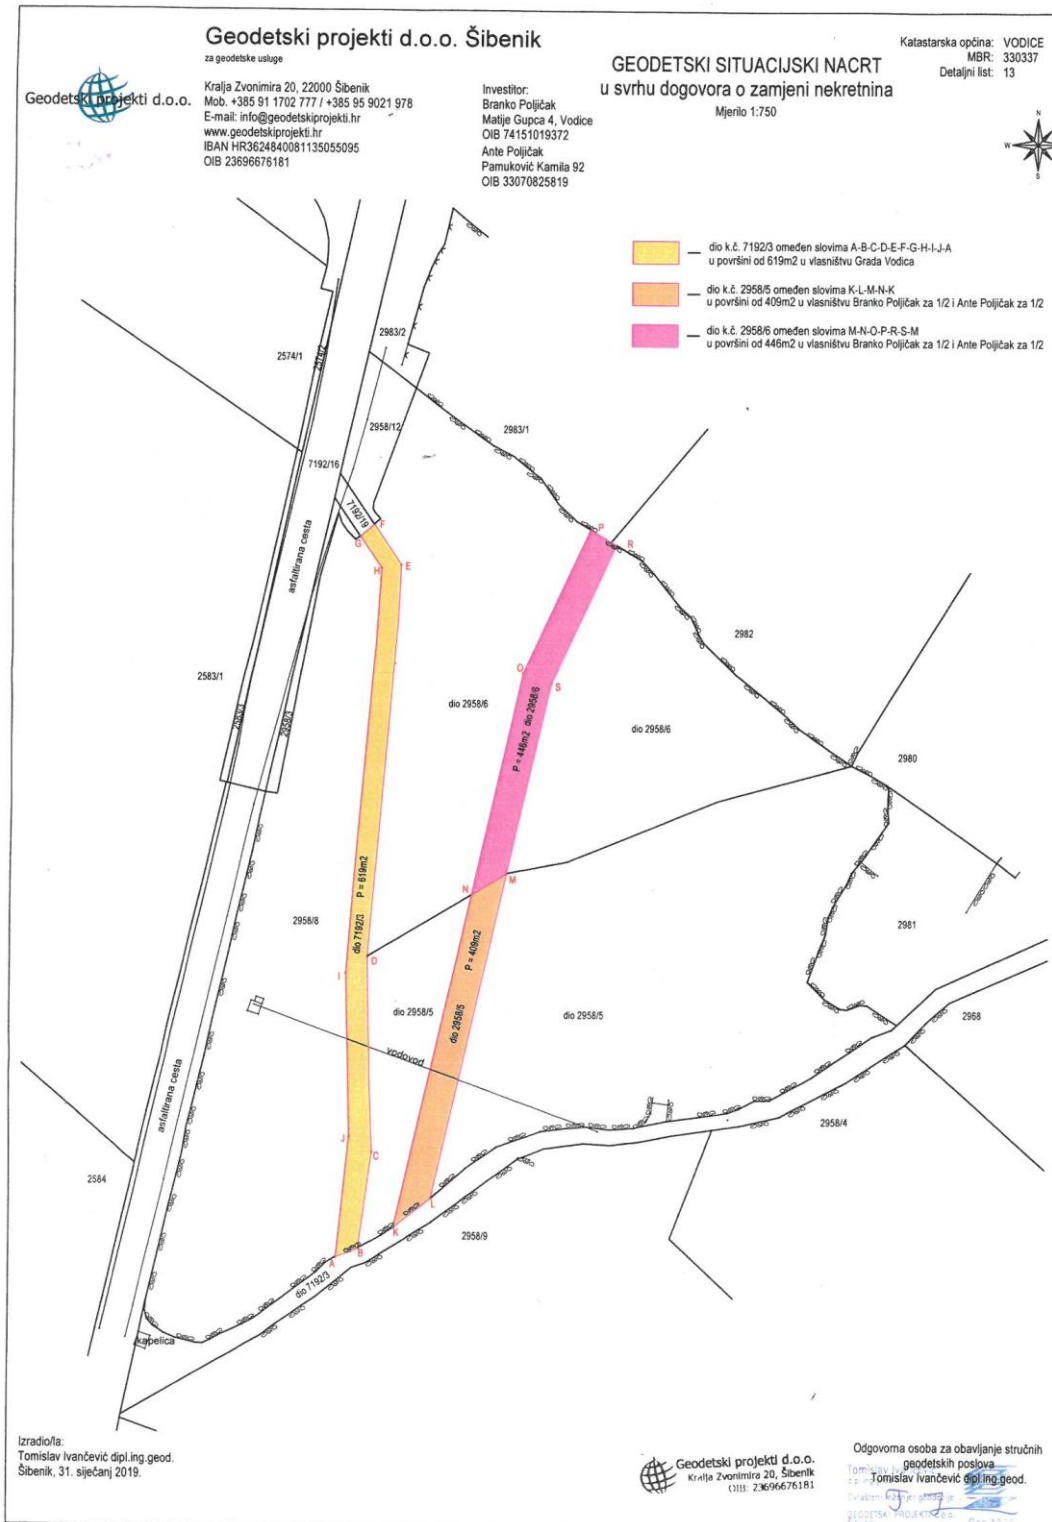 Geodetski projekti d.o.o.
Geodetski projekti d.o.o. Šibenik
za geodetske usluge
Kralja Zvonimira 20, 22000 Šibenik
Mob. +385 91 1702 777 / +385 95 9021 978
E-mail: info@geodetskiprojekti.hr
www.geodetskiprojekti.hr
IBAN HR3624840081135055095
OIB 23696676181
Investitor:
Branko Poljičak
Matije Gupca 4, Vodice
OIB 74151019372
Ante Poljičak
Pamuković Kamila 92
OIB 33070825819
GEODETSKI SITUACIJSKI NACRT
u svrhu dogovora o zamjeni nekretnina
Mjerilo 1:750
Katastarska općina: VODICE
MBR: 330337
Detaljni list: 13
N
W
S
dio k.č. 7192/3 omeđen slovima A-B-C-D-E-F-G-H-I-J-A
u površini od 619m2 u vlasništvu Grada Vodica
dio k.č. 2958/5 omeđen slovima K-L-M-N-K
u površini od 409m2 u vlasništvu Branko Poljičak za 1/2 i Ante Poljičak za 1/2
dio k.č. 2958/6 omeđen slovima M-N-O-P-R-S-M
u površini od 446m2 u vlasništvu Branko Poljičak za 1/2 i Ante Poljičak za 1/2
2983/2
2574/1
2574/2
2958/12
2983/1
7192/16
7192/19
F
G
P
R
H
E
asfaltirana cesta
2982
O
S
2583/1
2583/3
2958/3
dio 2958/6
P = 446m2 dio 2958/6
dio 2958/6
2980
N
M
dio 7192/3 P = 619m2
2958/8
2981
D
I
dio 2958/5 P = 409m2
dio 2958/5
dio 2958/5
2968
vodovod
asfaltirana cesta
2958/4
J
C
2584
L
K
2958/9
A
B
dio 7192/3
kapelica
Izradio/la:
Tomislav Ivančević dipl.ing.geod.
Šibenik, 31. siječanj 2019.
Geodetski projekti d.o.o.
Kralja Zvonimira 20, Šibenik
OIB: 23696676181
Odgovorna osoba za obavljanje stručnih
geodetskih poslova
Tomislav Ivančević dipl.ing.geod.
GEODETSKI PROJEKTI d.o.o.